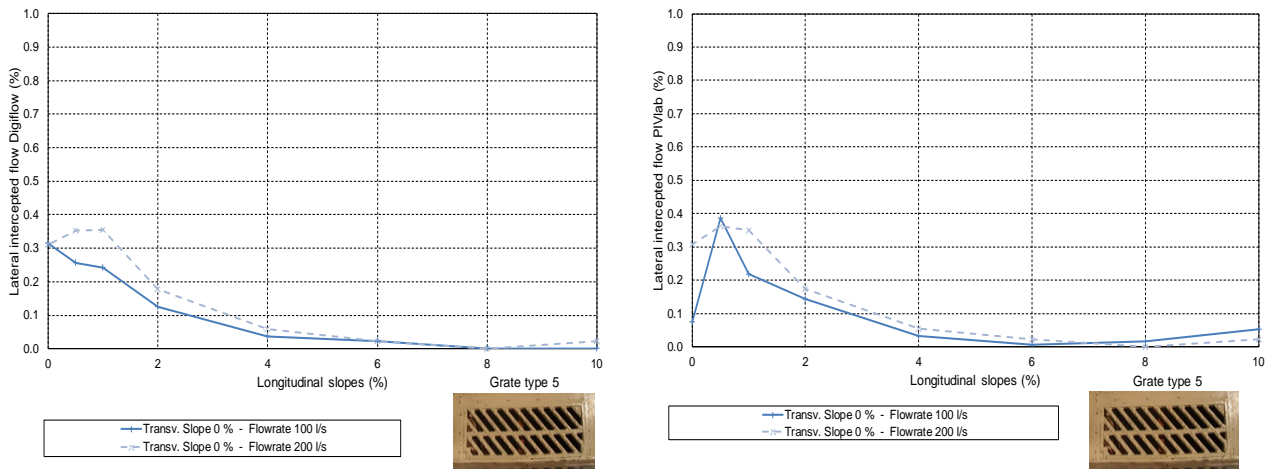 Lateral intercepted flow Digiflow (%)
1.0
0.9
0.8
0.7
0.6
0.5
0.4
0.3
0.2
0.1
0.0
0 2 4 6 8 10
Longitudinal slopes (%)
Grate type 5
Transv. Slope 0 % - Flowrate 100 l/s
Transv. Slope 0 % - Flowrate 200 l/s
Lateral intercepted flow PIVlab (%)
1.0
0.9
0.8
0.7
0.6
0.5
0.4
0.3
0.2
0.1
0.0
0 2 4 6 8 10
Longitudinal slopes (%)
Grate type 5
Transv. Slope 0 % - Flowrate 100 l/s
Transv. Slope 0 % - Flowrate 200 l/s